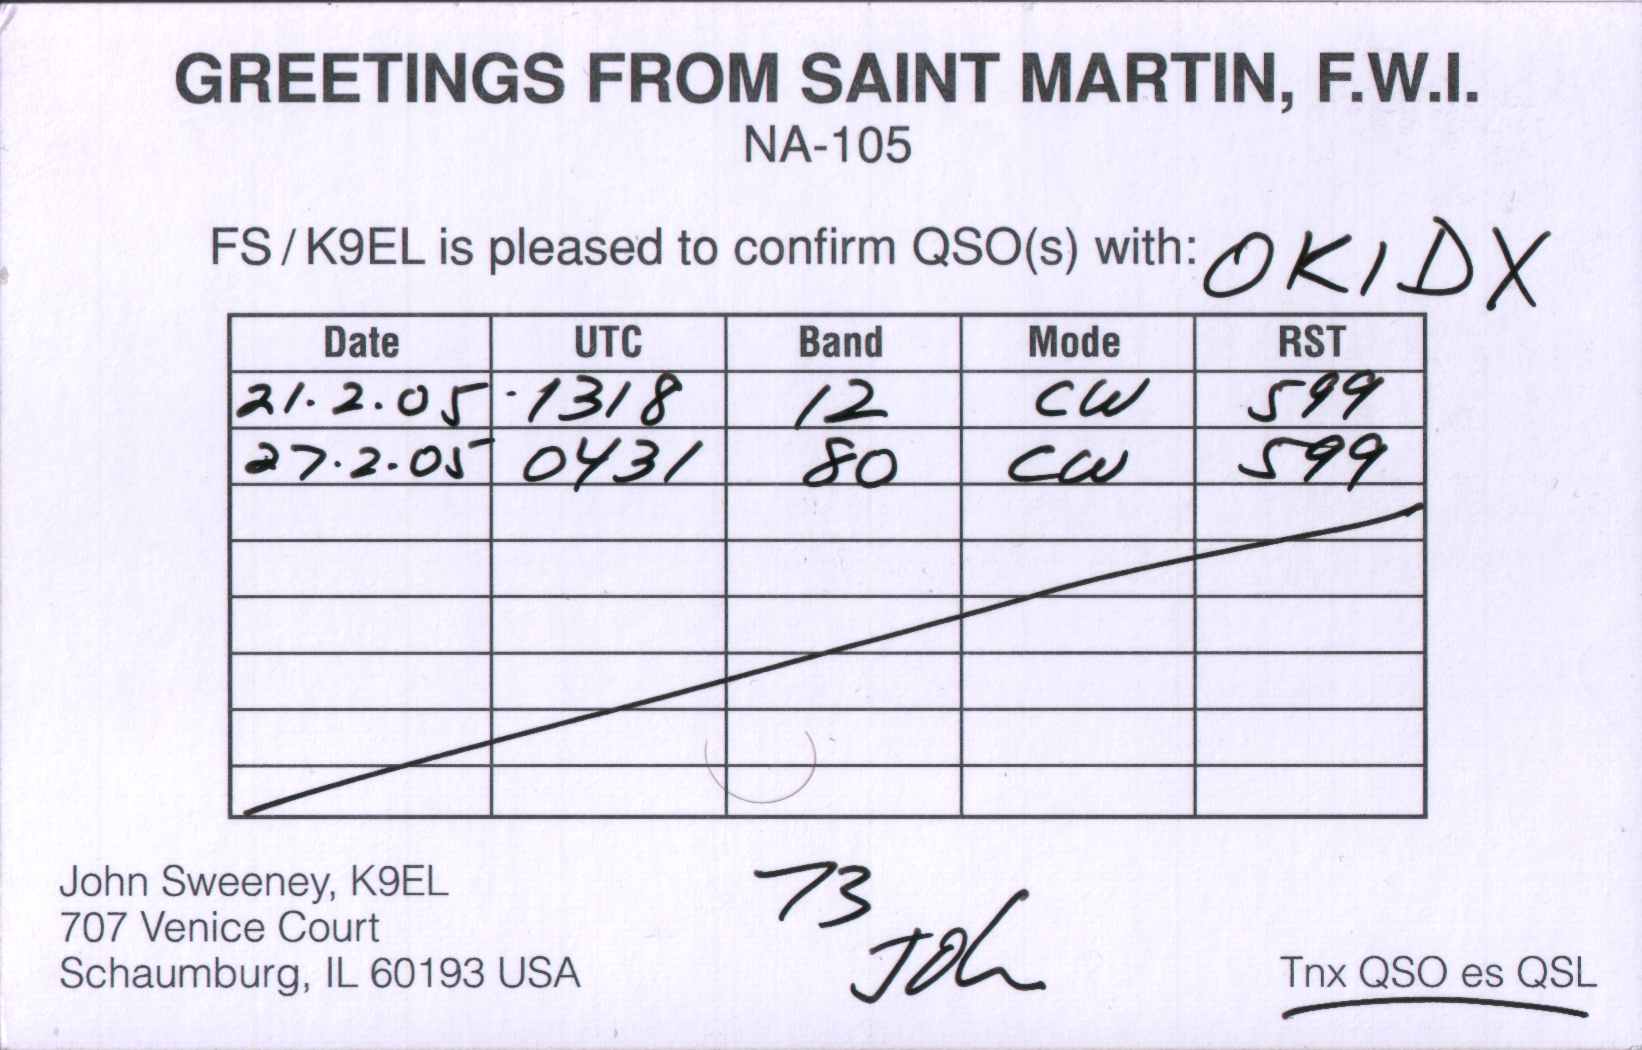 GREETINGS FROM SAINT MARTIN, F.W.I.
NA-105
FS / K9EL is pleased to confirm QSO(s) with: OK1DX
Date UTC Band Mode RST
21.2.05 1318 12 CW 599
27.2.05 0431 80 CW 599
73
John
John Sweeney, K9EL
707 Venice Court
Schaumburg, IL 60193 USA
Tnx QSO es QSL